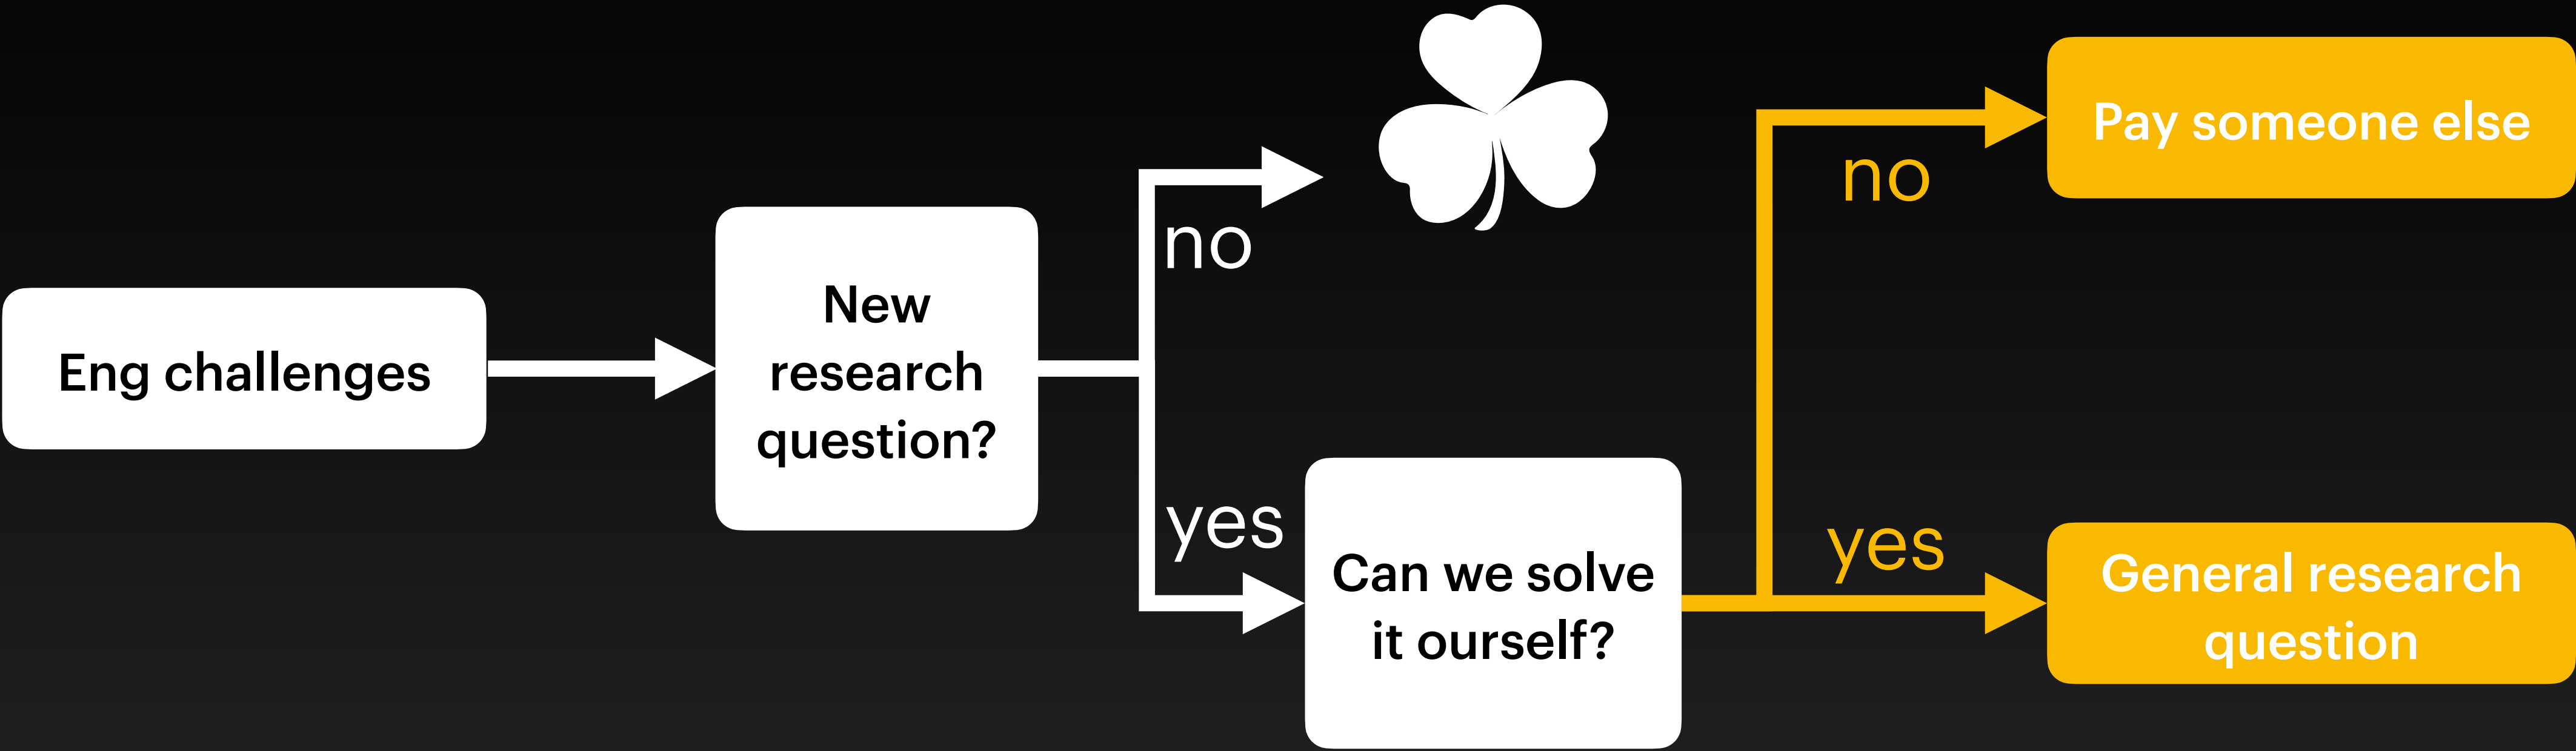 Eng challenges
New
research
question?
no
yes
Can we solve
it ourself?
no
Pay someone else
yes
General research
question